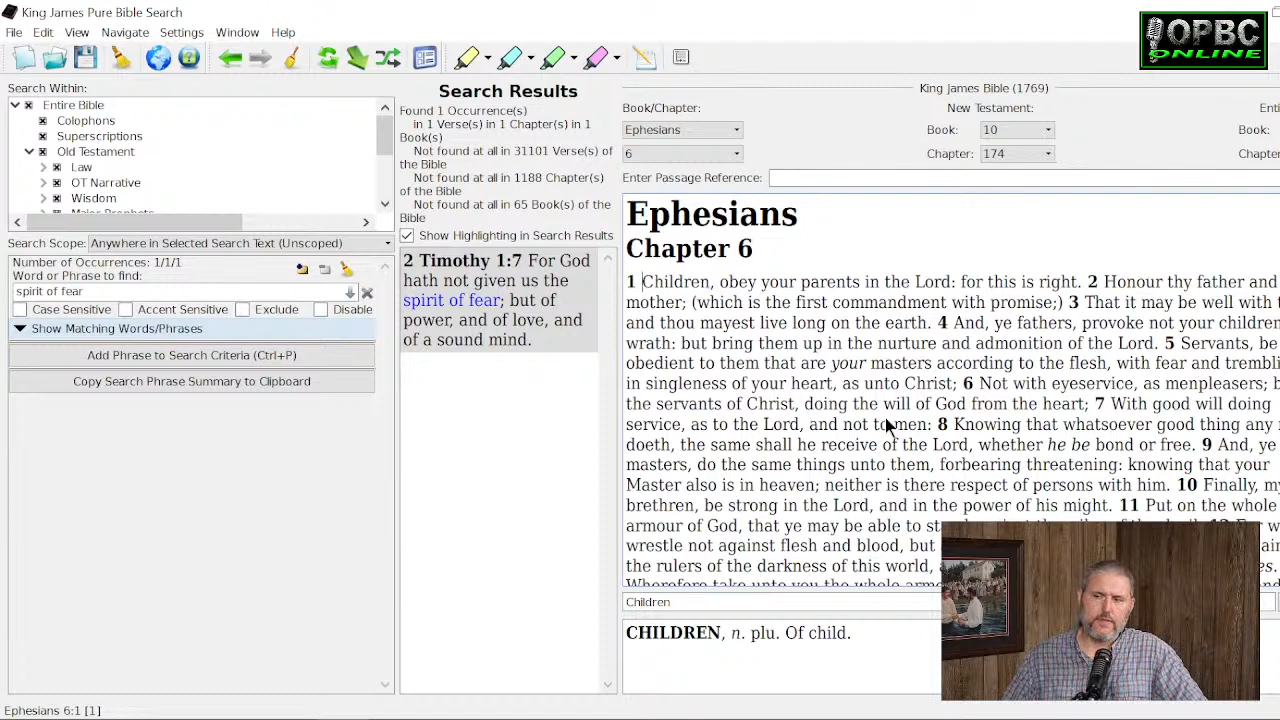 King James Pure Bible Search
OPBC
ONLINE
File Edit View Navigate Settings Window Help
Search Within:
Entire Bible
Colophons
Superscriptions
Old Testament
Law
OT Narrative
Wisdom
Search Scope: Anywhere in Selected Search Text (Unscoped)
Number of Occurrences: 1/1/1
Word or Phrase to find:
spirit of fear
Case Sensitive Accent Sensitive Exclude Disable
Show Matching Words/Phrases
Add Phrase to Search Criteria (Ctrl+P)
Copy Search Phrase Summary to Clipboard
Search Results
Found 1 Occurrence(s)
in 1 Verse(s) in 1 Chapter(s) in 1
Book(s)
Not found at all in 31101 Verse(s) of
the Bible
Not found at all in 1188 Chapter(s)
of the Bible
Not found at all in 65 Book(s) of the
Bible
Show Highlighting in Search Results
2 Timothy 1:7 For God
hath not given us the
spirit of fear; but of
power, and of love, and
of a sound mind.
King James Bible (1769)
Book/Chapter: New Testament:
Ephesians Book: 10 Book:
6 Chapter: 174 Chapter
Enter Passage Reference:
Ephesians
Chapter 6
1 Children, obey your parents in the Lord: for this is right. 2 Honour thy father and
mother; (which is the first commandment with promise;) 3 That it may be well with
and thou mayest live long on the earth. 4 And, ye fathers, provoke not your children
wrath: but bring them up in the nurture and admonition of the Lord. 5 Servants, be
obedient to them that are your masters according to the flesh, with fear and trembli
in singleness of your heart, as unto Christ; 6 Not with eyeservice, as menpleasers; b
the servants of Christ, doing the will of God from the heart; 7 With good will doing
service, as to the Lord, and not to men: 8 Knowing that whatsoever good thing any
doeth, the same shall he receive of the Lord, whether he be bond or free. 9 And, ye
masters, do the same things unto them, forbearing threatening: knowing that your
Master also is in heaven; neither is there respect of persons with him. 10 Finally, my
brethren, be strong in the Lord, and in the power of his might. 11 Put on the whole
armour of God, that ye may be able to
wrestle not against flesh and blood, but
the rulers of the darkness of this world,
Wherefore take unto you the whole
Children
CHILDREN, n. plu. Of child.
Ephesians 6:1 [1]